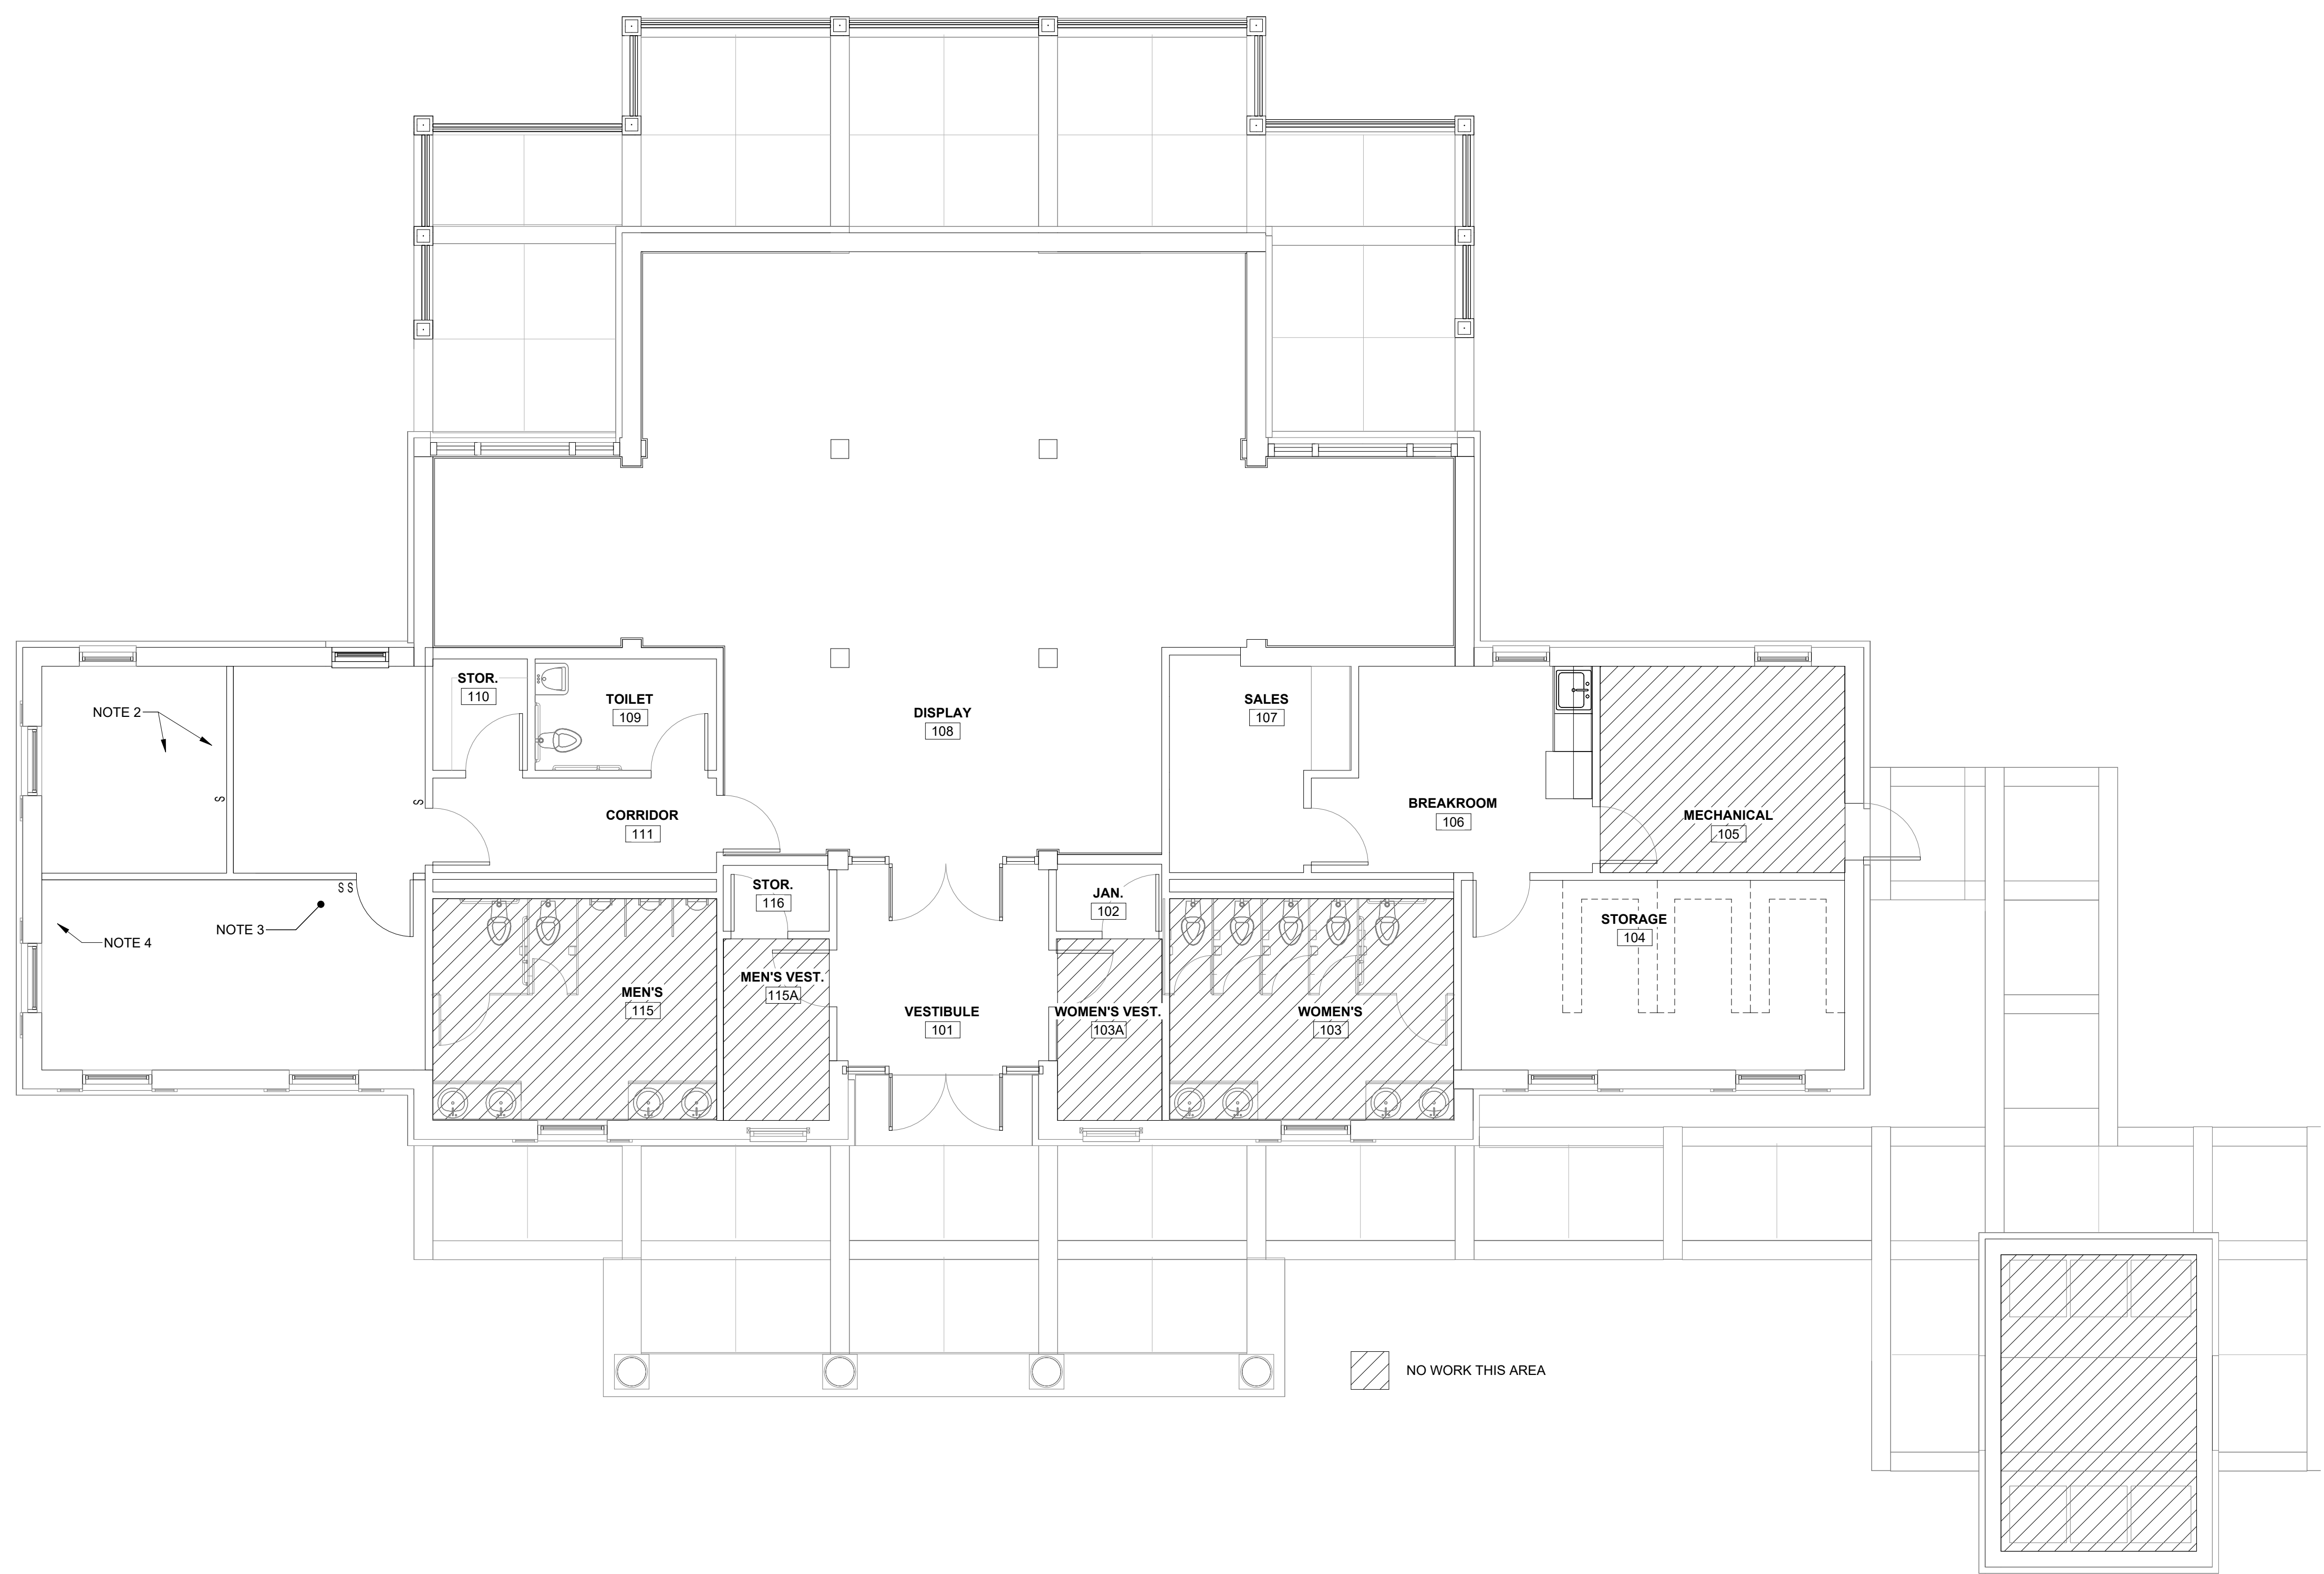 STOR.
110
TOILET
109
NOTE 2
DISPLAY
108
SALES
107
S
S
CORRIDOR
111
BREAKROOM
106
MECHANICAL
105
S S
NOTE 3
NOTE 4
STOR.
116
JAN.
102
STORAGE
104
MEN'S VEST.
115A
MEN'S
115
VESTIBULE
101
WOMEN'S VEST.
103A
WOMEN'S
103
NO WORK THIS AREA